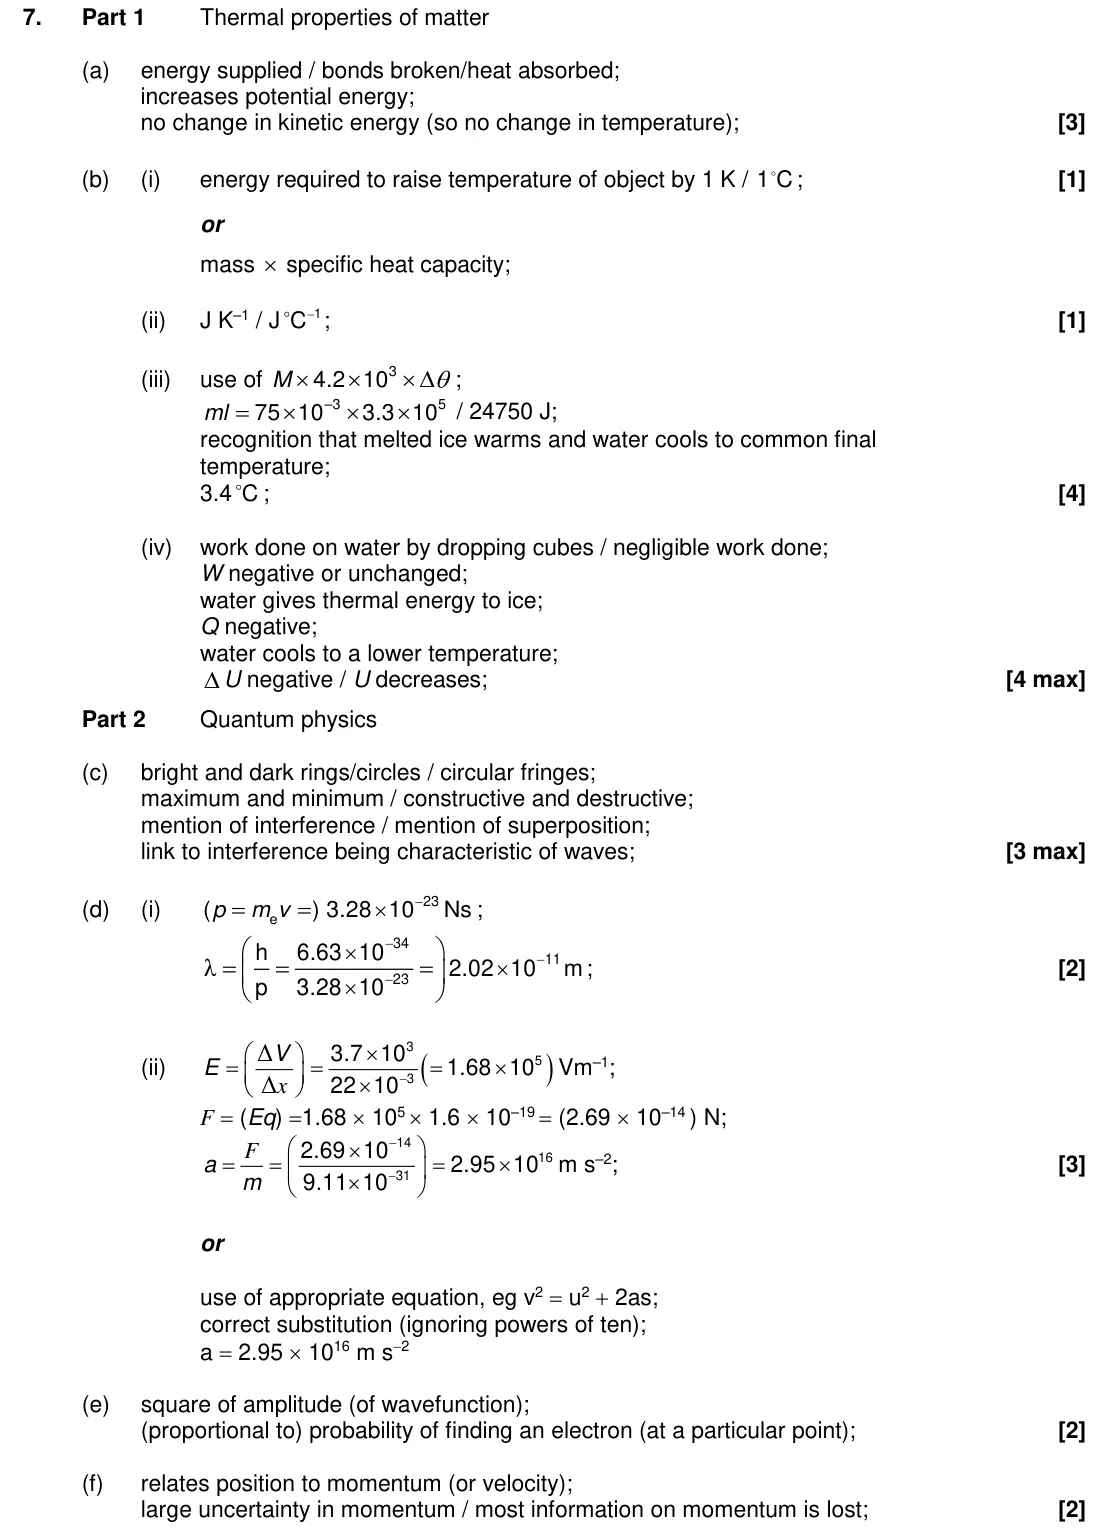 7. Part 1 Thermal properties of matter
(a) energy supplied / bonds broken/heat absorbed;
increases potential energy;
no change in kinetic energy (so no change in temperature); [3]
(b) (i) energy required to raise temperature of object by 1 K / 1°C ; [1]
or
mass × specific heat capacity;
(ii) J K⁻¹ / J °C⁻¹ ; [1]
(iii) use of M × 4.2 × 10³ × Δθ ;
ml = 75 × 10⁻³ × 3.3 × 10⁵ / 24750 J;
recognition that melted ice warms and water cools to common final
temperature;
3.4 °C ; [4]
(iv) work done on water by dropping cubes / negligible work done;
W negative or unchanged;
water gives thermal energy to ice;
Q negative;
water cools to a lower temperature;
Δ U negative / U decreases; [4 max]
Part 2 Quantum physics
(c) bright and dark rings/circles / circular fringes;
maximum and minimum / constructive and destructive;
mention of interference / mention of superposition;
link to interference being characteristic of waves; [3 max]
(d) (i) (p = mₑv =) 3.28 × 10⁻²³ Ns ;
λ = (h/p = 6.63 × 10⁻³⁴ / 3.28 × 10⁻²³ =) 2.02 × 10⁻¹¹ m ; [2]
(ii) E = (ΔV/Δx) = 3.7 × 10³ / 22 × 10⁻³ (= 1.68 × 10⁵) Vm⁻¹;
F = (Eq) = 1.68 × 10⁵ × 1.6 × 10⁻¹⁹ = (2.69 × 10⁻¹⁴ ) N;
a = F/m = (2.69 × 10⁻¹⁴ / 9.11 × 10⁻³¹) = 2.95 × 10¹⁶ m s⁻²; [3]
or
use of appropriate equation, eg v² = u² + 2as;
correct substitution (ignoring powers of ten);
a = 2.95 × 10¹⁶ m s⁻²
(e) square of amplitude (of wavefunction);
(proportional to) probability of finding an electron (at a particular point); [2]
(f) relates position to momentum (or velocity);
large uncertainty in momentum / most information on momentum is lost; [2]